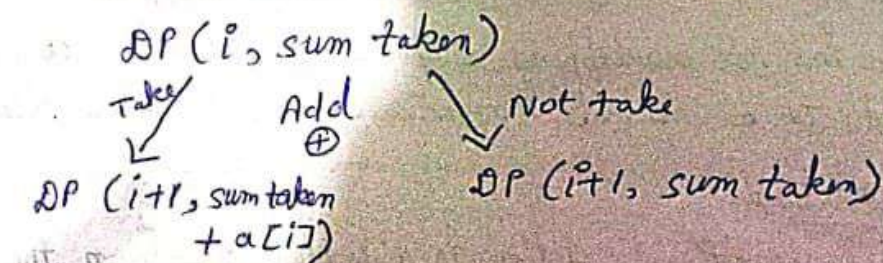 DP (i, sum taken)
Take Add Not take
⊕
DP (i+1, sum taken DP (i+1, sum taken)
+ a[i])